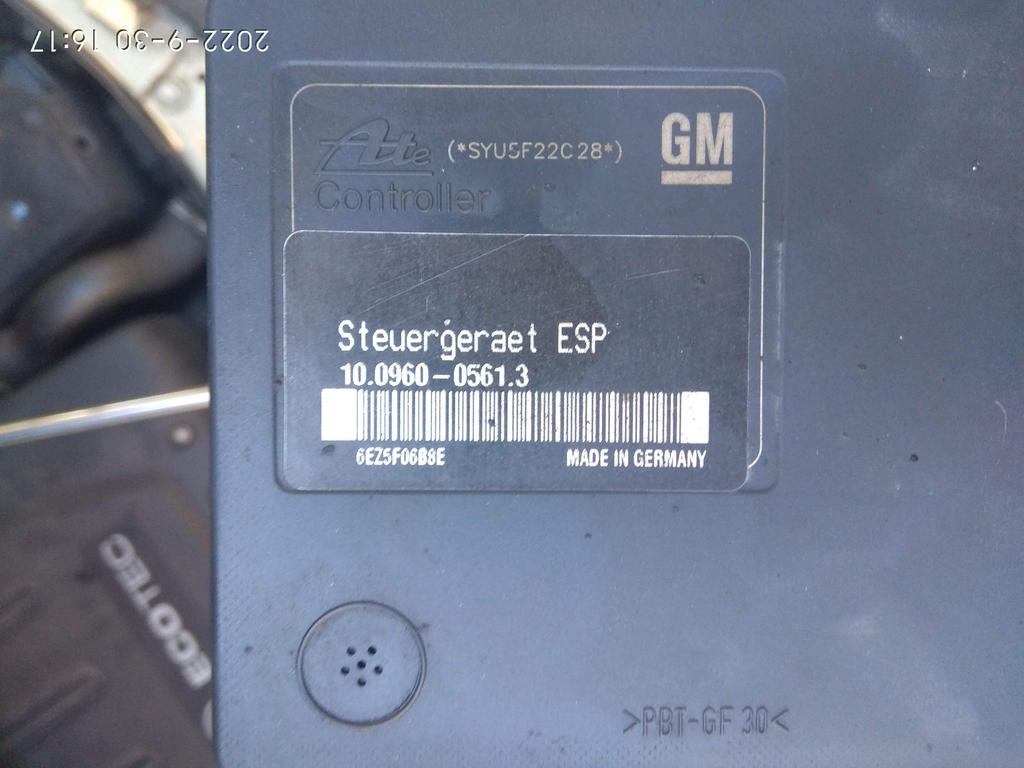 2022-9-30 16:17
Ate (*SYU5F22C28*) GM
Controller
Steuergeraet ESP
10.0960-0561.3
6EZ5F06B8E MADE IN GERMANY
ECOTEC
>PBT-GF 30<